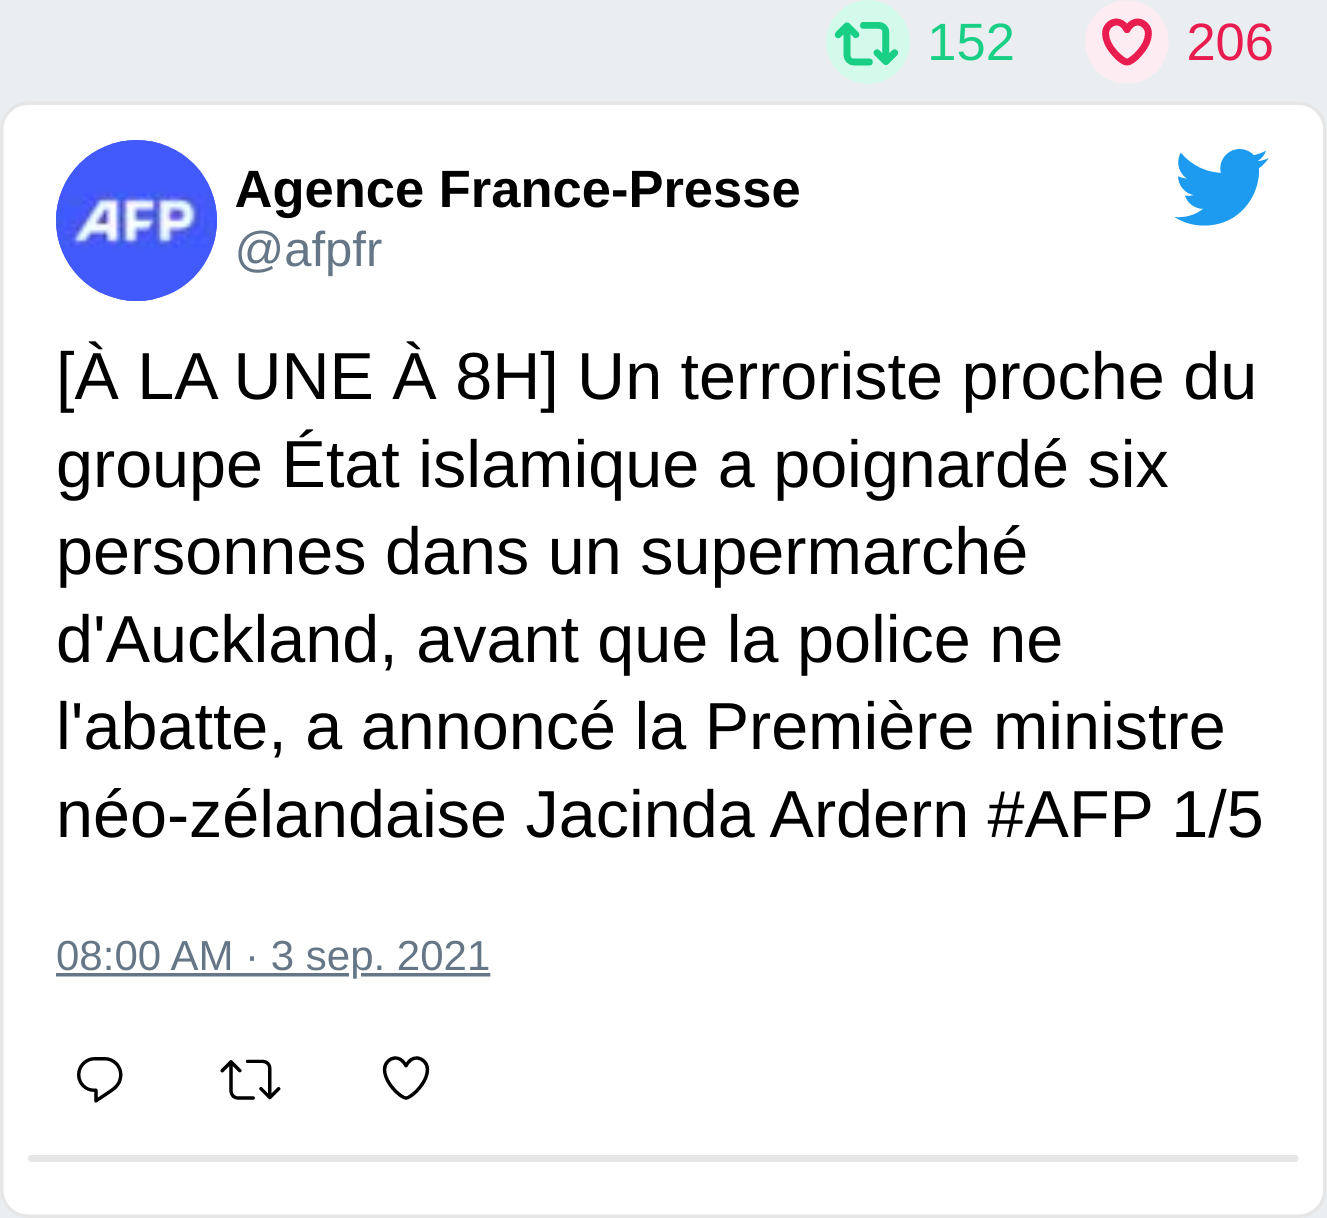 152 206
AFP
Agence France-Presse
@afpfr
[À LA UNE À 8H] Un terroriste proche du
groupe État islamique a poignardé six
personnes dans un supermarché
d'Auckland, avant que la police ne
l'abatte, a annoncé la Première ministre
néo-zélandaise Jacinda Ardern #AFP 1/5
08:00 AM · 3 sep. 2021